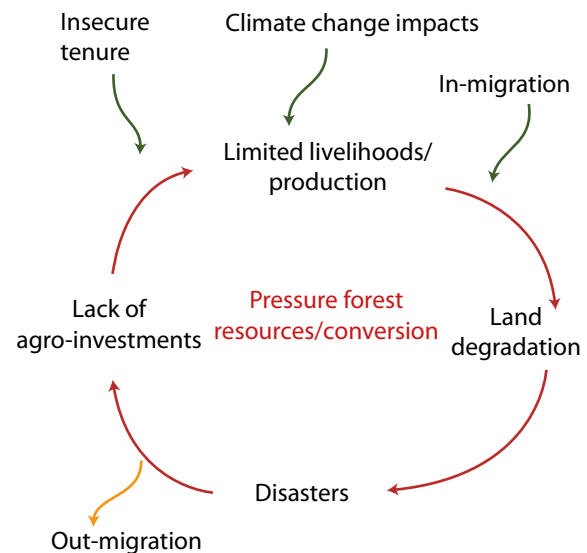 Insecure
tenure
Climate change impacts
In-migration
Limited livelihoods/
production
Lack of
agro-investments
Pressure forest
resources/conversion
Land
degradation
Disasters
Out-migration